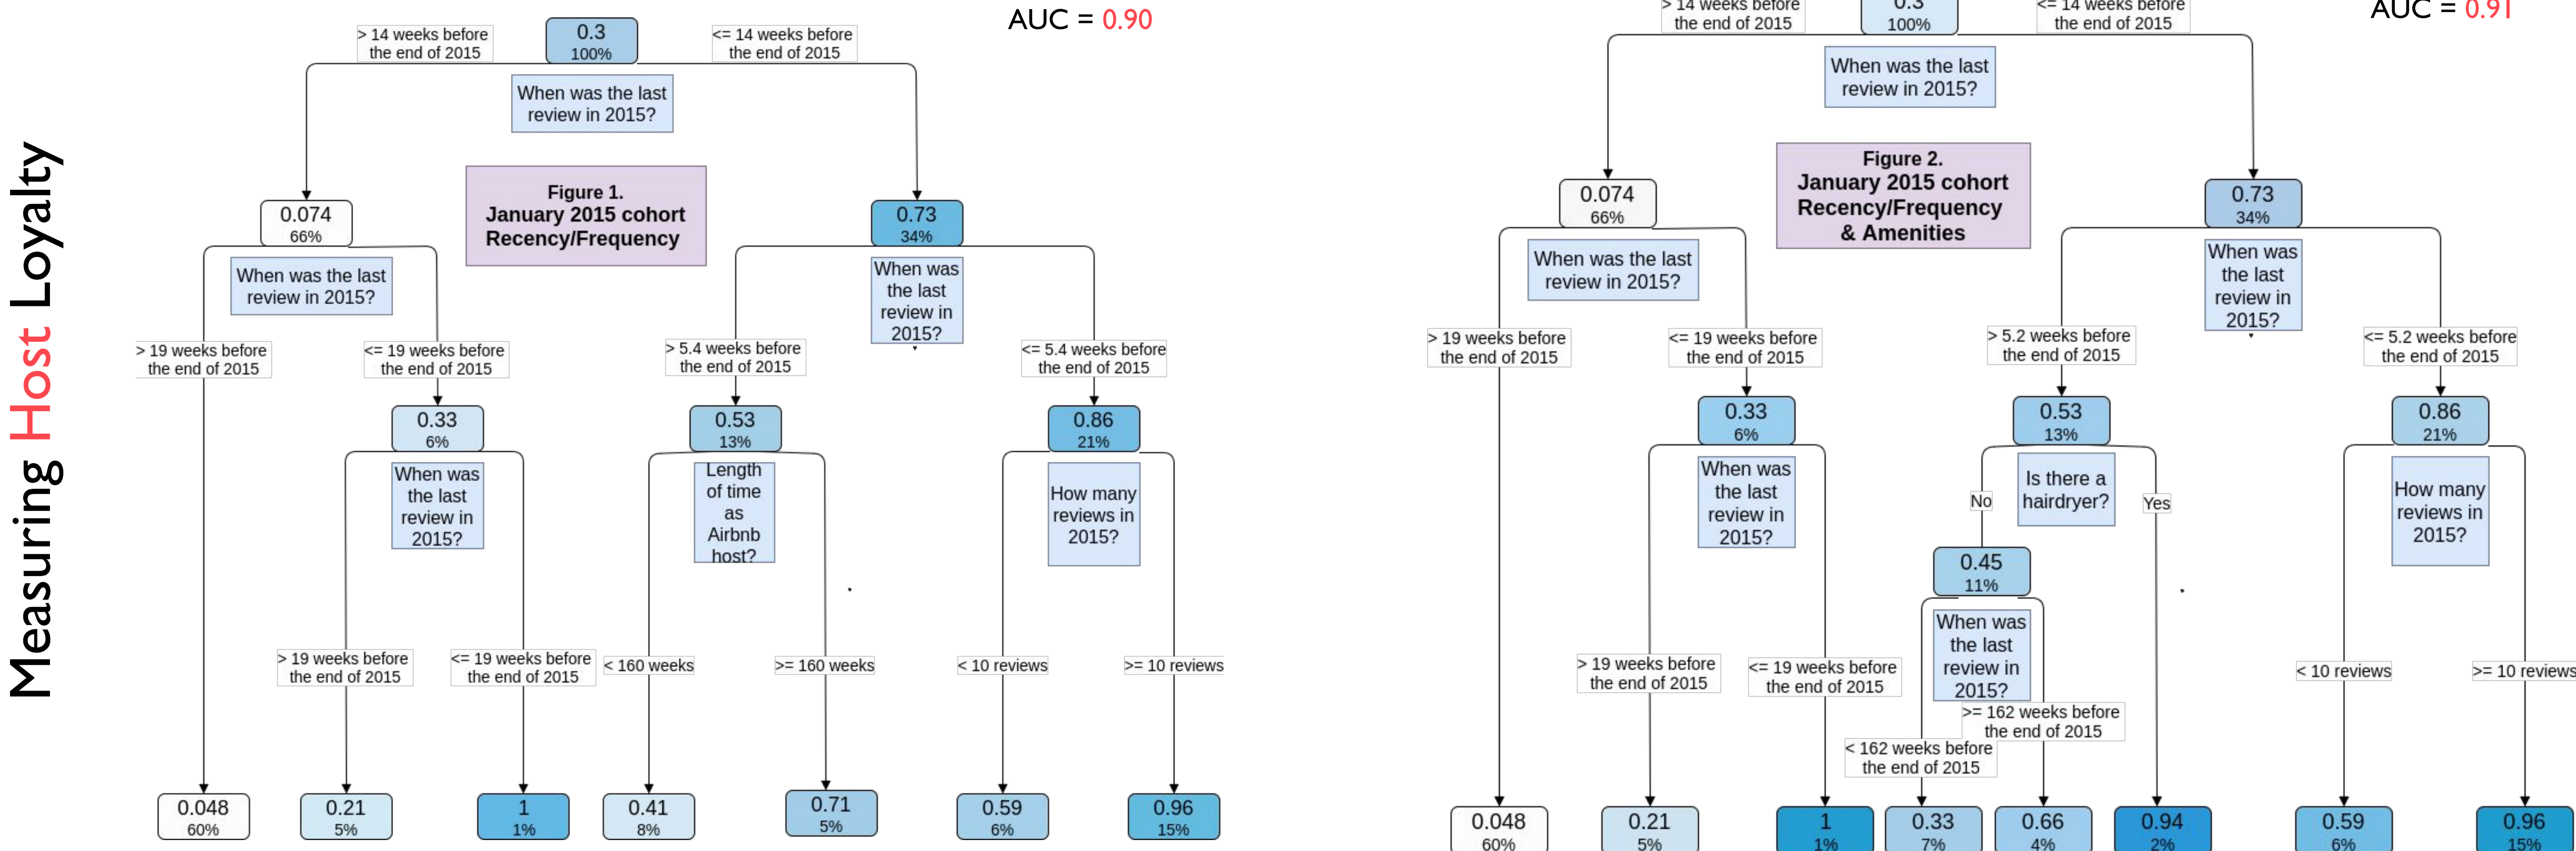 Measuring Host Loyalty
AUC = 0.90
> 14 weeks before
the end of 2015
0.3
100%
<= 14 weeks before
the end of 2015
When was the last
review in 2015?
Figure 1.
January 2015 cohort
Recency/Frequency
0.074
66%
0.73
34%
When was the last
review in 2015?
When was
the last
review in
2015?
> 19 weeks before
the end of 2015
<= 19 weeks before
the end of 2015
> 5.4 weeks before
the end of 2015
<= 5.4 weeks before
the end of 2015
0.33
6%
0.53
13%
0.86
21%
When was
the last
review in
2015?
Length
of time
as
Airbnb
host?
How many
reviews in
2015?
> 19 weeks before
the end of 2015
<= 19 weeks before
the end of 2015
< 160 weeks
>= 160 weeks
< 10 reviews
>= 10 reviews
0.048
60%
0.21
5%
1
1%
0.41
8%
0.71
5%
0.59
6%
0.96
15%
AUC = 0.91
> 14 weeks before
the end of 2015
0.3
100%
<= 14 weeks before
the end of 2015
When was the last
review in 2015?
Figure 2.
January 2015 cohort
Recency/Frequency
& Amenities
0.074
66%
0.73
34%
When was the last
review in 2015?
When was
the last
review in
2015?
> 19 weeks before
the end of 2015
<= 19 weeks before
the end of 2015
> 5.2 weeks before
the end of 2015
<= 5.2 weeks before
the end of 2015
0.33
6%
0.53
13%
0.86
21%
When was
the last
review in
2015?
Is there a
hairdryer?
No
Yes
How many
reviews in
2015?
0.45
11%
When was
the last
review in
2015?
> 19 weeks before
the end of 2015
<= 19 weeks before
the end of 2015
>= 162 weeks before
the end of 2015
< 162 weeks before
the end of 2015
< 10 reviews
>= 10 reviews
0.048
60%
0.21
5%
1
1%
0.33
7%
0.66
4%
0.94
2%
0.59
6%
0.96
15%